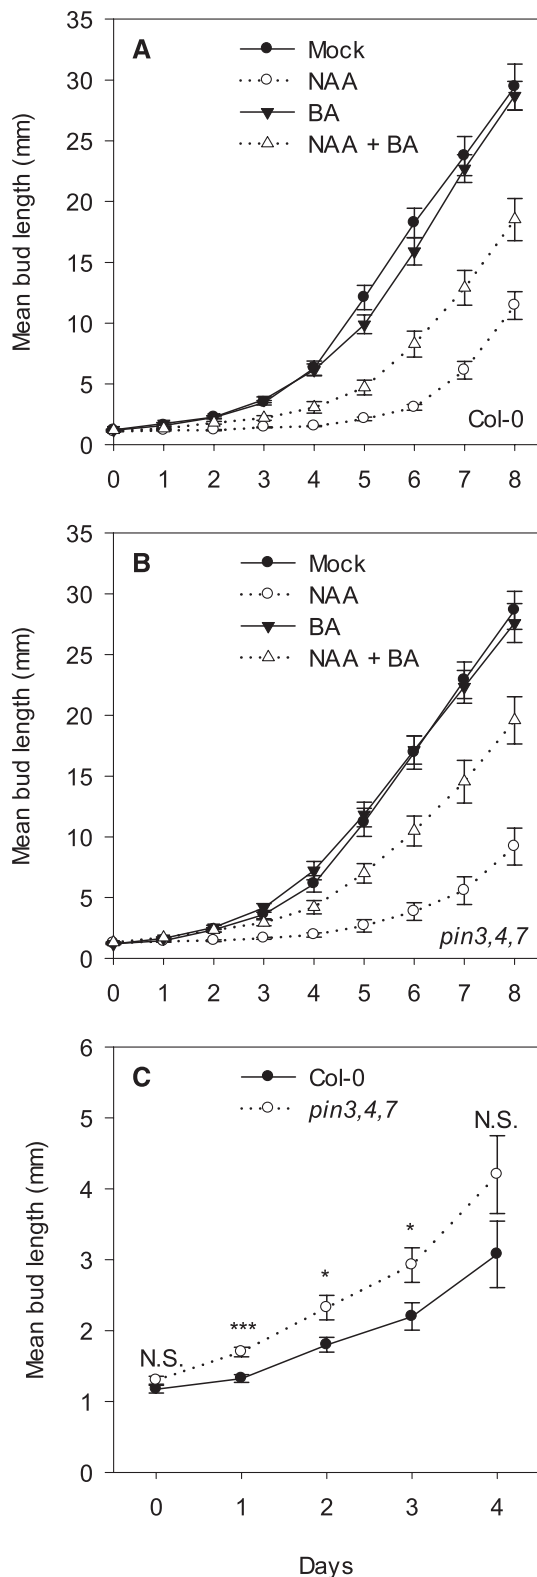 A
Mock
NAA
BA
NAA + BA
Mean bud length (mm)
35
30
25
20
15
10
5
0
Col-0
0 1 2 3 4 5 6 7 8
B
Mock
NAA
BA
NAA + BA
Mean bud length (mm)
35
30
25
20
15
10
5
0
pin3,4,7
0 1 2 3 4 5 6 7 8
C
Col-0
pin3,4,7
Mean bud length (mm)
6
5
4
3
2
1
0
N.S.
***
*
*
N.S.
0 1 2 3 4
Days